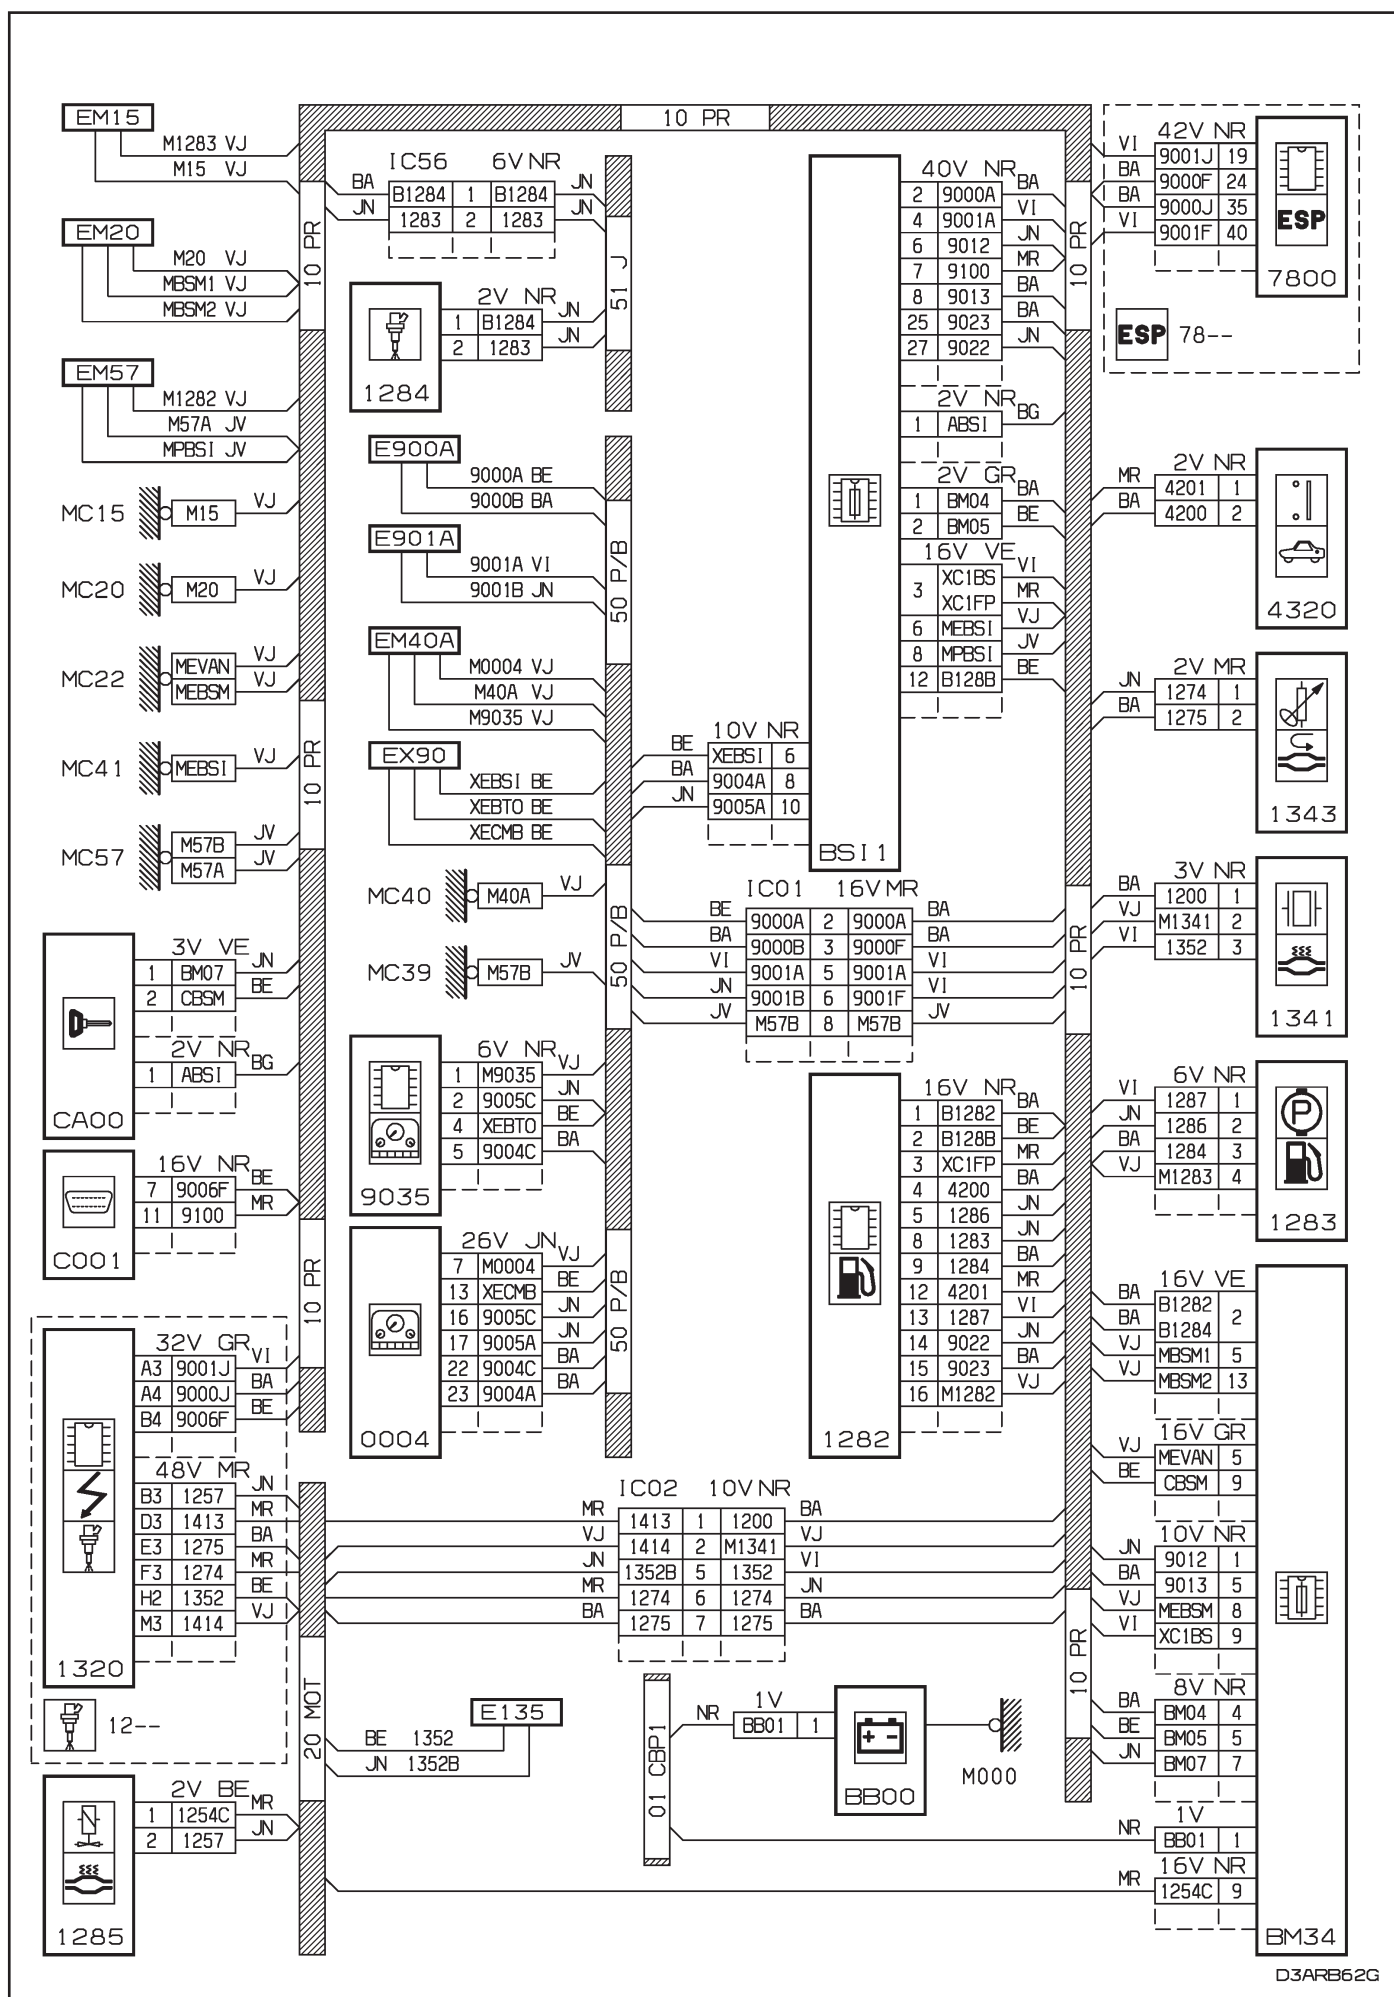 10 PR
EM15
M1283 VJ
M15 VJ
EM20
M20 VJ
MBSM1 VJ
MBSM2 VJ
10 PR
EM57
M1282 VJ
M57A JV
MPBSI JV
MC15 M15 VJ
MC20 M20 VJ
MC22 MEVAN VJ
MEBSM VJ
MC41 MEBSI VJ
10 PR
MC57 M57B JV
M57A JV
3V VE
1 BM07 JN
2 CBSM BE
2V NR
1 ABSI BG
CA00
16V NR
7 9006F BE
11 9100 MR
C001
10 PR
32V GR
A3 9001J VI
A4 9000J BA
B4 9006F BE
48V MR
B3 1257 JN
D3 1413 MR
E3 1275 BA
F3 1274 MR
H2 1352 BE
M3 1414 VJ
1320
12--
2V BE
1 1254C MR
2 1257 JN
1285
20 MOT
IC56 6V NR
BA B1284 1 B1284 JN
JN 1283 2 1283 JN
51 J
2V NR
1 B1284 JN
2 1283 JN
1284
E900A
9000A BE
9000B BA
E901A
9001A VI
9001B JN
50 P/B
EM40A
M0004 VJ
M40A VJ
M9035 VJ
EX90
XEBSI BE
XEBTO BE
XECMB BE
MC40 M40A VJ
MC39 M57B JV
50 P/B
6V NR
1 M9035 VJ
2 9005C JN
4 XEBTO BE
5 9004C BA
9035
26V JN
7 M0004 VJ
13 XECMB BE
16 9005C JN
17 9005A JN
22 9004C BA
23 9004A BA
0004
50 P/B
40V NR
2 9000A BA
4 9001A VI
6 9012 JN
7 9100 MR
8 9013 BA
25 9023 BA
27 9022 JN
2V NR
1 ABSI BG
2V GR
1 BM04 BA
2 BM05 BE
16V VE
3 XC1BS VI
XC1FP MR
6 MEBSI VJ
8 MPBSI JV
12 B128B BE
10V NR
BE XEBSI 6
BA 9004A 8
JN 9005A 10
BSI1
IC01 16V MR
BE 9000A 2 9000A BA
BA 9000B 3 9000F BA
VI 9001A 5 9001A VI
JN 9001B 6 9001F VI
JV M57B 8 M57B JV
16V NR
1 B1282 BA
2 B128B BE
3 XC1FP MR
4 4200 BA
5 1286 JN
8 1283 JN
9 1284 BA
12 4201 MR
13 1287 VI
14 9022 JN
15 9023 BA
16 M1282 VJ
1282
IC02 10V NR
MR 1413 1 1200 BA
VJ 1414 2 M1341 VJ
JN 1352B 5 1352 VI
MR 1274 6 1274 JN
BA 1275 7 1275 BA
E135
BE 1352
JN 1352B
01 CBP1
1V
NR BB01 1
+ -
BB00
M000
10 PR
10 PR
10 PR
42V NR
VI 9001J 19
BA 9000F 24
BA 9000J 35
VI 9001F 40
ESP
7800
ESP 78--
2V NR
MR 4201 1
BA 4200 2
4320
2V MR
JN 1274 1
BA 1275 2
1343
3V NR
BA 1200 1
VJ M1341 2
VI 1352 3
1341
6V NR
VI 1287 1
JN 1286 2
BA 1284 3
VJ M1283 4
P
1283
16V VE
BA B1282 2
BA B1284
VJ MBSM1 5
VJ MBSM2 13
16V GR
VJ MEVAN 5
BE CBSM 9
10V NR
JN 9012 1
BA 9013 5
VJ MEBSM 8
VI XC1BS 9
8V NR
BA BM04 4
BE BM05 5
JN BM07 7
1V
NR BB01 1
16V NR
MR 1254C 9
BM34
D3ARB62G